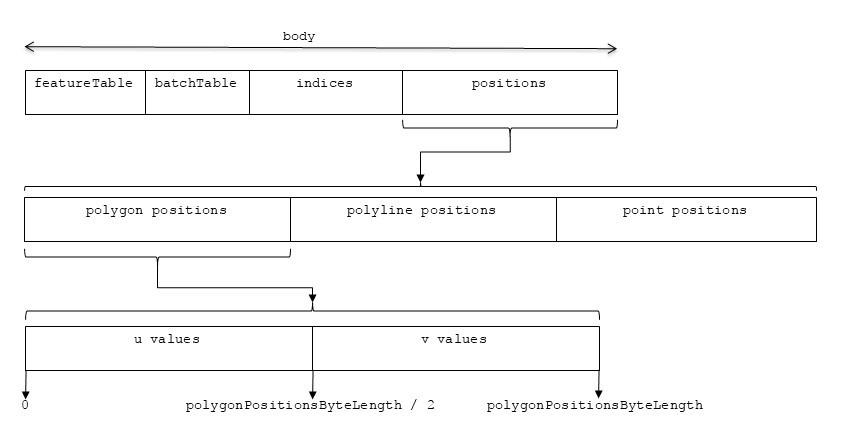 body
featureTable batchTable indices positions
polygon positions polyline positions point positions
u values v values
0 polygonPositionsByteLength / 2 polygonPositionsByteLength